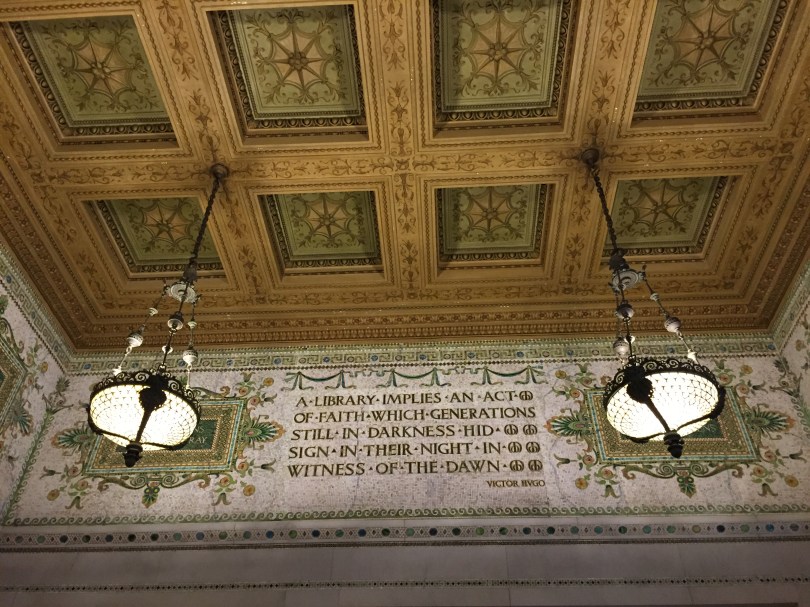 A·LIBRARY·IMPLIES·AN·ACT·
OF·FAITH·WHICH·GENERATIONS
STILL·IN·DARKNESS·HID·
SIGN·IN·THEIR·NIGHT·IN·
WITNESS·OF·THE·DAWN·
VICTOR HVGO